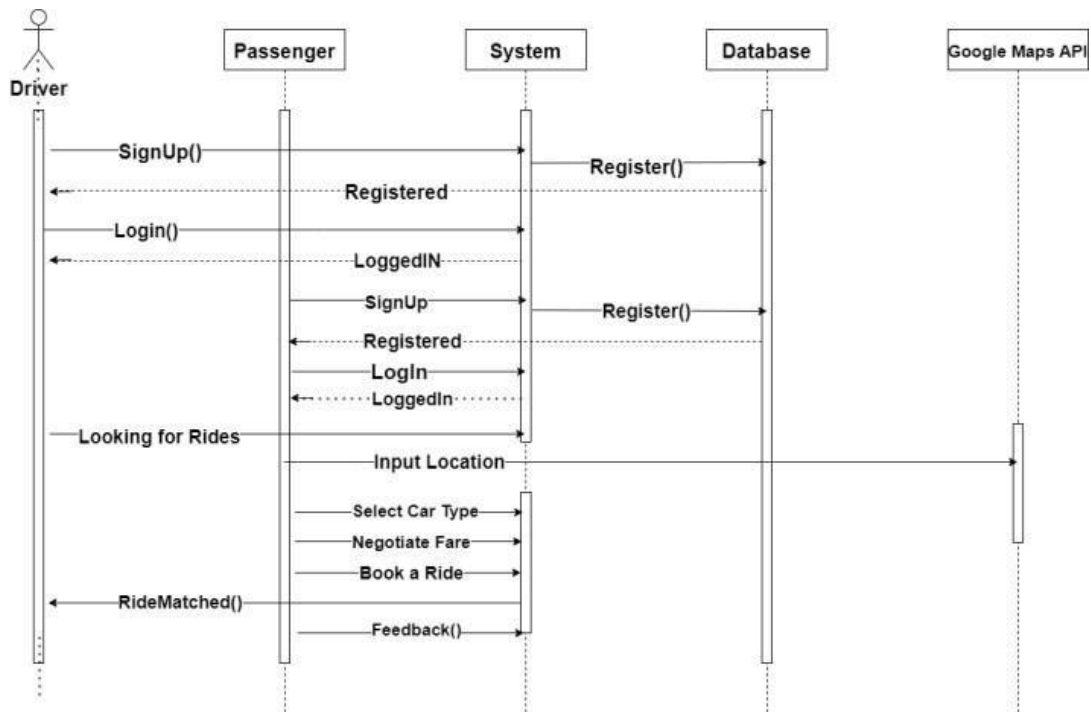 Passenger
System
Database
Google Maps API
Driver
SignUp()
Register()
Registered
Login()
LoggedIN
SignUp
Register()
Registered
LogIn
LoggedIn
Looking for Rides
Input Location
Select Car Type
Negotiate Fare
Book a Ride
RideMatched()
Feedback()